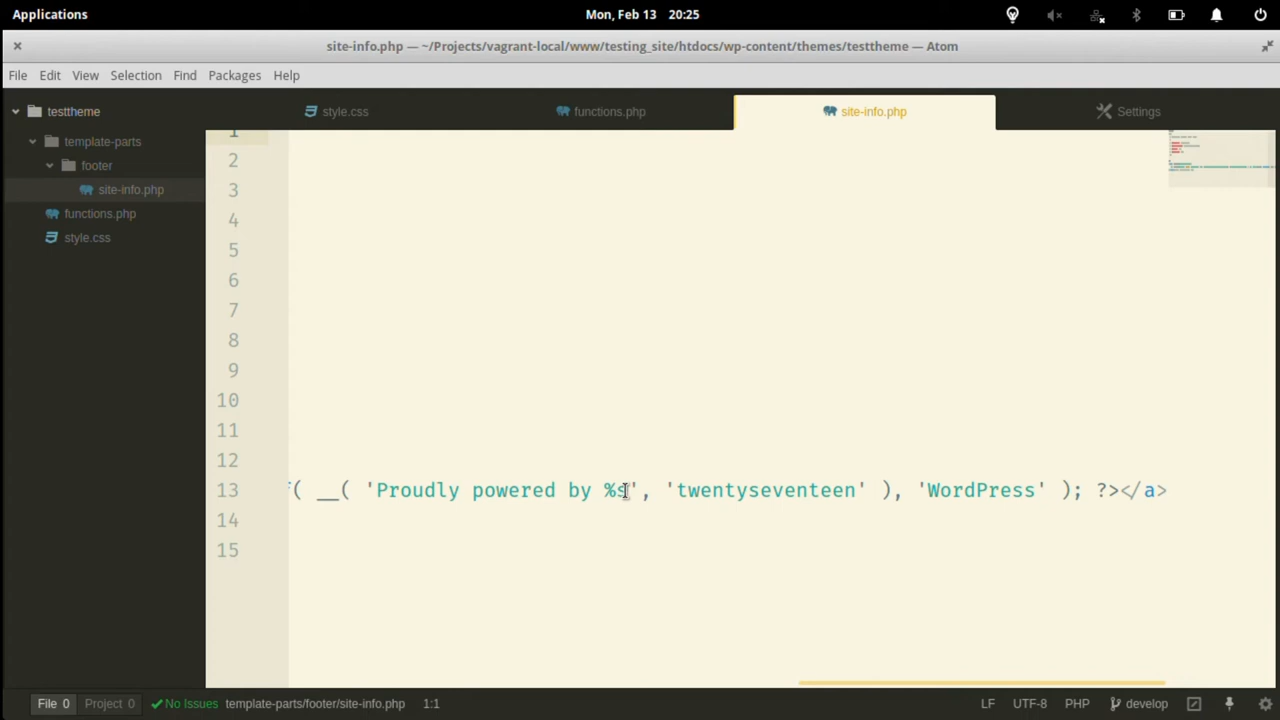 Applications
Mon, Feb 13 20:25
site-info.php — ~/Projects/vagrant-local/www/testing_site/htdocs/wp-content/themes/testtheme — Atom
File Edit View Selection Find Packages Help
testtheme
template-parts
footer
site-info.php
functions.php
style.css
style.css functions.php site-info.php Settings
1
2
3
4
5
6
7
8
9
10
11
12
13 f( __( 'Proudly powered by %s', 'twentyseventeen' ), 'WordPress' ); ?></a>
14
15
File 0 Project 0 No Issues template-parts/footer/site-info.php 1:1 LF UTF-8 PHP develop